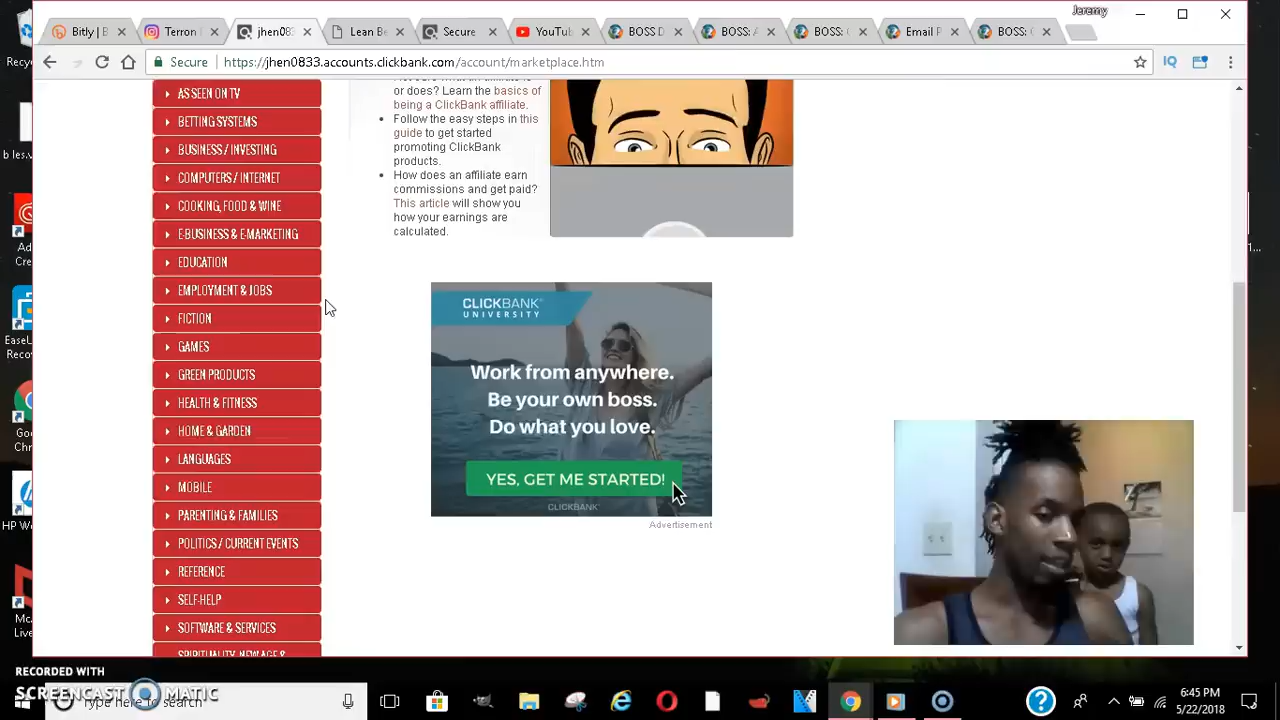 Jeremy
Bitly | B
Terron
jhen083
Lean B
Secure
YouTu
BOSS D
BOSS: A
BOSS:
Email P
BOSS:
Secure
https://jhen0833.accounts.clickbank.com/account/marketplace.htm
AS SEEN ON TV
BETTING SYSTEMS
BUSINESS / INVESTING
COMPUTERS / INTERNET
COOKING, FOOD & WINE
E-BUSINESS & E-MARKETING
EDUCATION
EMPLOYMENT & JOBS
FICTION
GAMES
GREEN PRODUCTS
HEALTH & FITNESS
HOME & GARDEN
LANGUAGES
MOBILE
PARENTING & FAMILIES
POLITICS / CURRENT EVENTS
REFERENCE
SELF-HELP
SOFTWARE & SERVICES
SPIRITUALITY, NEW AGE &
or does? Learn the basics of
being a ClickBank affiliate.
Follow the easy steps in this
guide to get started
promoting ClickBank
products.
How does an affiliate earn
commissions and get paid?
This article will show you
how your earnings are
calculated.
CLICKBANK
UNIVERSITY
Work from anywhere.
Be your own boss.
Do what you love.
YES, GET ME STARTED!
CLICKBANK
Advertisement
RECORDED WITH
SCREENCAST MATIC
Type here to search
6:45 PM
5/22/2018